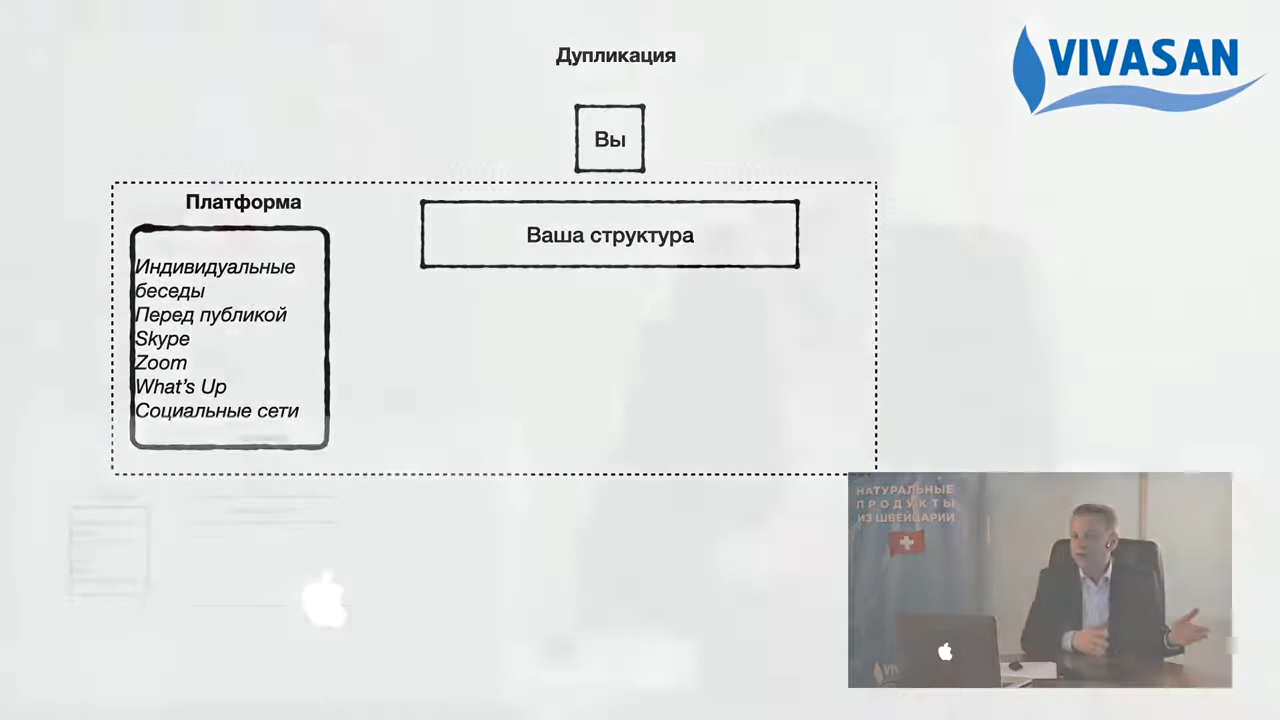 Дупликация
VIVASAN
Вы
Платформа
Ваша структура
Индивидуальные
беседы
Перед публикой
Skype
Zoom
What's Up
Социальные сети
НАТУРАЛЬНЫЕ
ПРОДУКТЫ
ИЗ ШВЕЙЦАРИИ